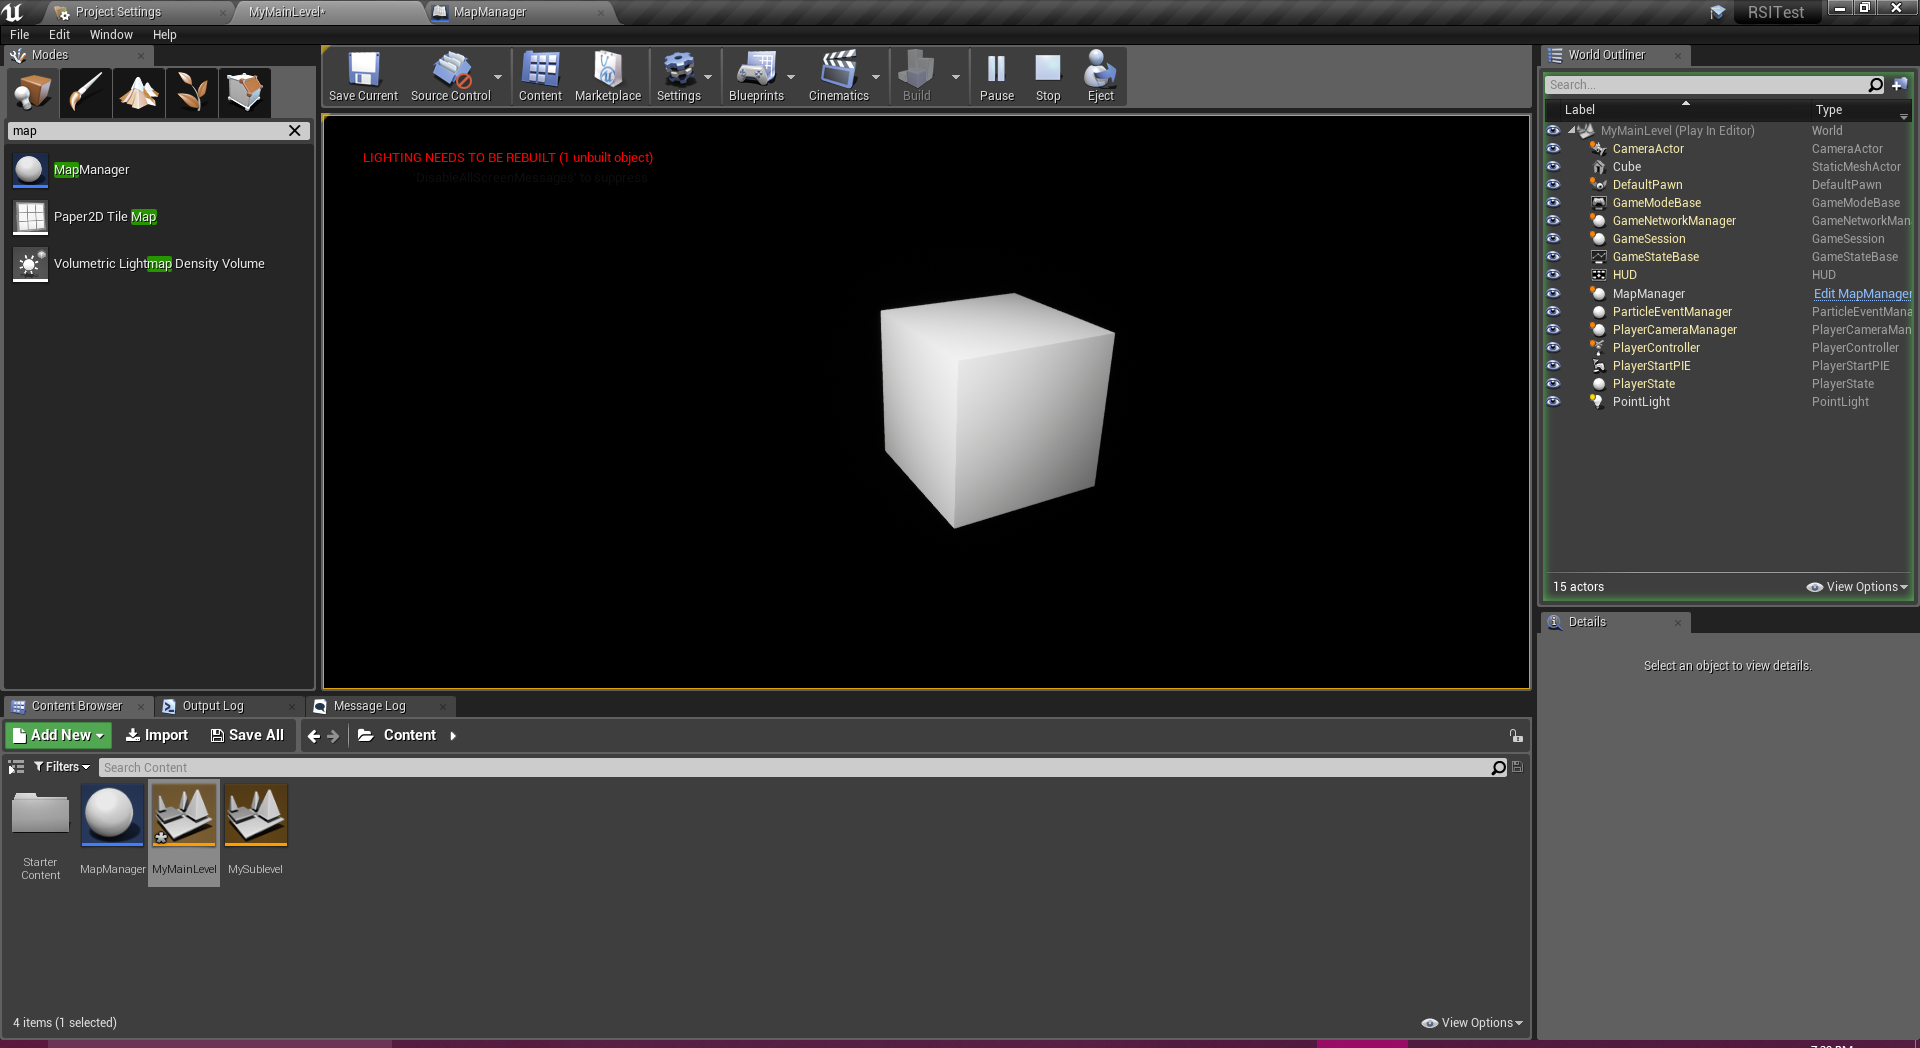 Project Settings
MyMainLevel*
MapManager
RSITest
File Edit Window Help
Modes
Save Current
Source Control
Content
Marketplace
Settings
Blueprints
Cinematics
Build
Pause
Stop
Eject
map
MapManager
Paper2D Tile Map
Volumetric Lightmap Density Volume
LIGHTING NEEDS TO BE REBUILT (1 unbuilt object)
'DisableAllScreenMessages' to suppress
World Outliner
Search...
Label Type
MyMainLevel (Play In Editor) World
CameraActor CameraActor
Cube StaticMeshActor
DefaultPawn DefaultPawn
GameModeBase GameModeBase
GameNetworkManager GameNetworkMan
GameSession GameSession
GameStateBase GameStateBase
HUD HUD
MapManager Edit MapManager
ParticleEventManager ParticleEventMana
PlayerCameraManager PlayerCameraMan
PlayerController PlayerController
PlayerStartPIE PlayerStartPIE
PlayerState PlayerState
PointLight PointLight
15 actors
View Options
Details
Select an object to view details.
Content Browser
Output Log
Message Log
Add New
Import
Save All
Content
Filters
Search Content
Starter
Content
MapManager
MyMainLevel
MySublevel
4 items (1 selected)
View Options